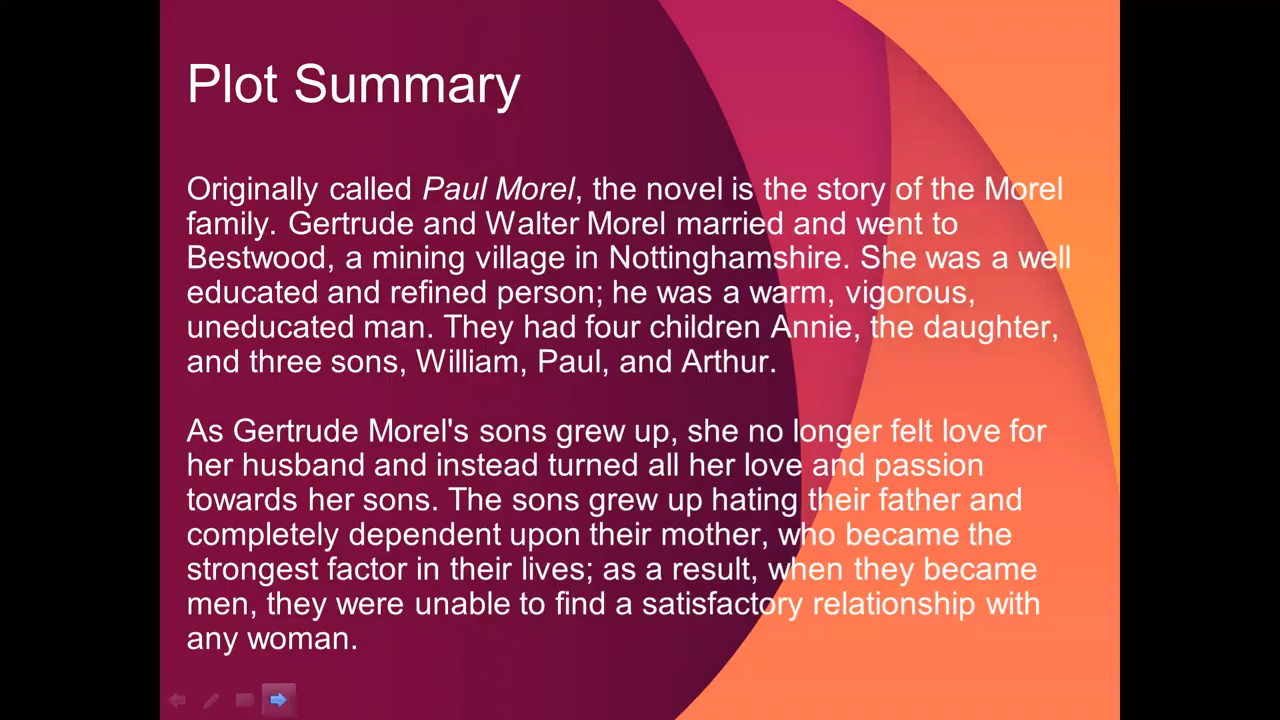 Plot Summary
Originally called Paul Morel, the novel is the story of the Morel
family. Gertrude and Walter Morel married and went to
Bestwood, a mining village in Nottinghamshire. She was a well
educated and refined person; he was a warm, vigorous,
uneducated man. They had four children Annie, the daughter,
and three sons, William, Paul, and Arthur.
As Gertrude Morel's sons grew up, she no longer felt love for
her husband and instead turned all her love and passion
towards her sons. The sons grew up hating their father and
completely dependent upon their mother, who became the
strongest factor in their lives; as a result, when they became
men, they were unable to find a satisfactory relationship with
any woman.